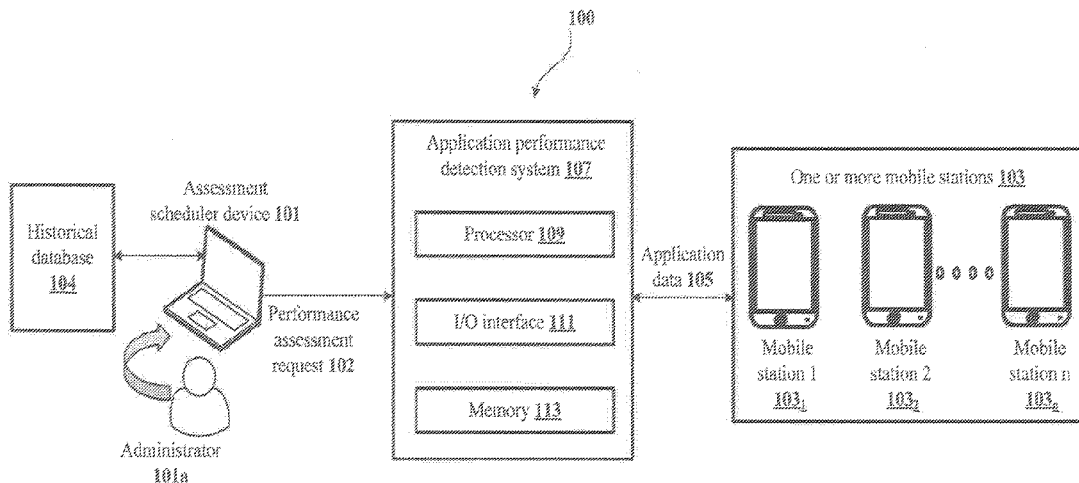 100
Application performance
detection system 107
Processor 109
I/O interface 111
Memory 113
Assessment
scheduler device 101
Historical
database
104
Performance
assessment
request 102
Administrator
101a
Application
data 105
One or more mobile stations 103
Mobile
station 1
103₁
Mobile
station 2
103₂
Mobile
station n
103ₙ